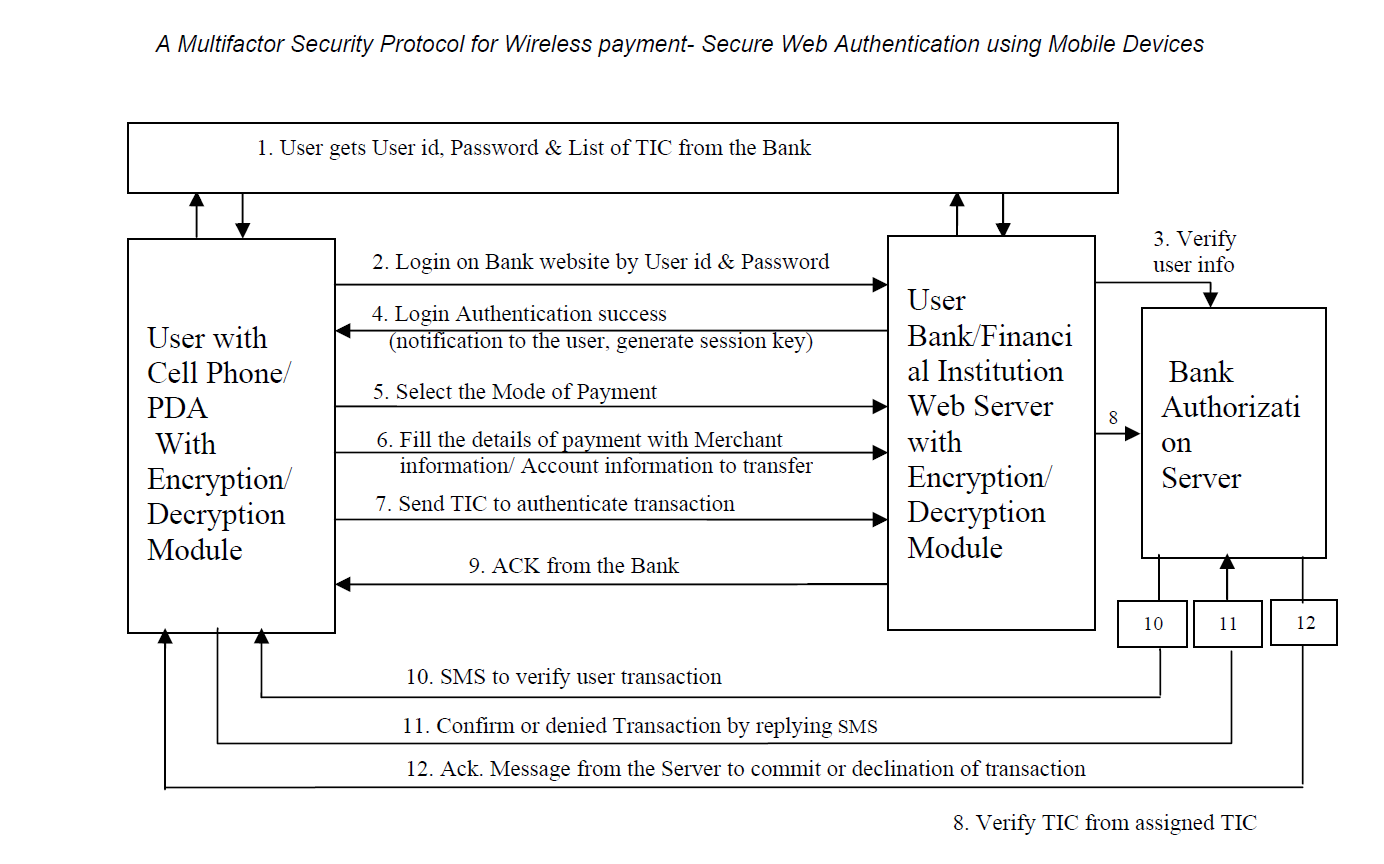 A Multifactor Security Protocol for Wireless payment- Secure Web Authentication using Mobile Devices
1. User gets User id, Password & List of TIC from the Bank
User with
Cell Phone/
PDA
With
Encryption/
Decryption
Module
2. Login on Bank website by User id & Password
4. Login Authentication success
(notification to the user, generate session key)
5. Select the Mode of Payment
6. Fill the details of payment with Merchant
information/ Account information to transfer
7. Send TIC to authenticate transaction
9. ACK from the Bank
User
Bank/Financi
al Institution
Web Server
with
Encryption/
Decryption
Module
3. Verify
user info
8
Bank
Authorizati
on
Server
10
11
12
10. SMS to verify user transaction
11. Confirm or denied Transaction by replying SMS
12. Ack. Message from the Server to commit or declination of transaction
8. Verify TIC from assigned TIC